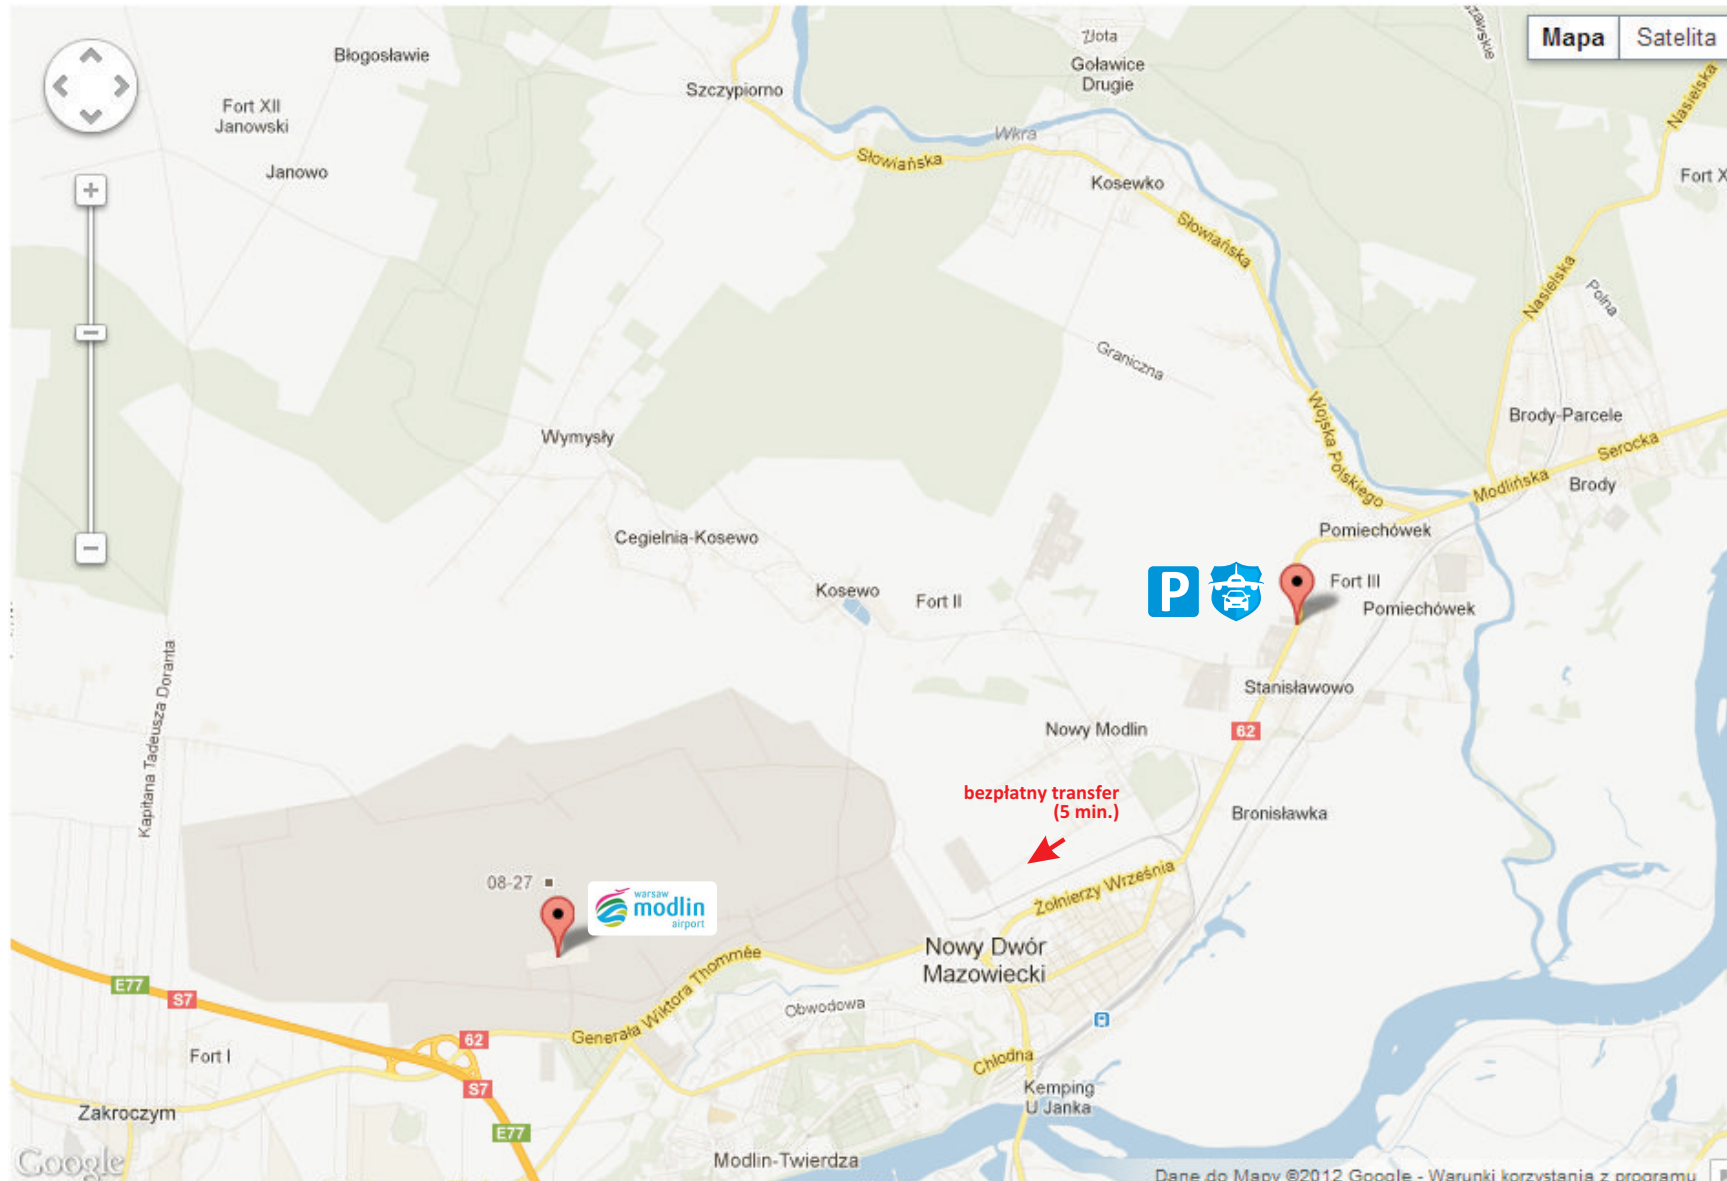 Mapa
Satelita
Złota
Goławice
Drugie
Błogosławie
Szczypiorno
Nasielska
Fort XII
Janowski
Wkra
Słowiańska
Janowo
Kosewko
Fort X
Słowiańska
Nasielska
Polna
Graniczna
Wojska Polskiego
Brody-Parcele
Serocka
Wymysły
Modlińska
Brody
Cegielnia-Kosewo
Pomiechówek
P
Kosewo
Fort II
Fort III
Pomiechówek
Kapitana Tadeusza Doranta
Stanisławowo
Nowy Modlin
62
bezpłatny transfer
(5 min.)
Bronisławka
08-27
warsaw
modlin
airport
Żołnierzy Września
Nowy Dwór
Mazowiecki
E77
S7
Generała Wiktora Thommée
Obwodowa
62
Fort I
Chłodna
S7
Kemping
U Janka
Zakroczym
E77
Google
Modlin-Twierdza
Dane do Mapy ©2012 Google - Warunki korzystania z programu